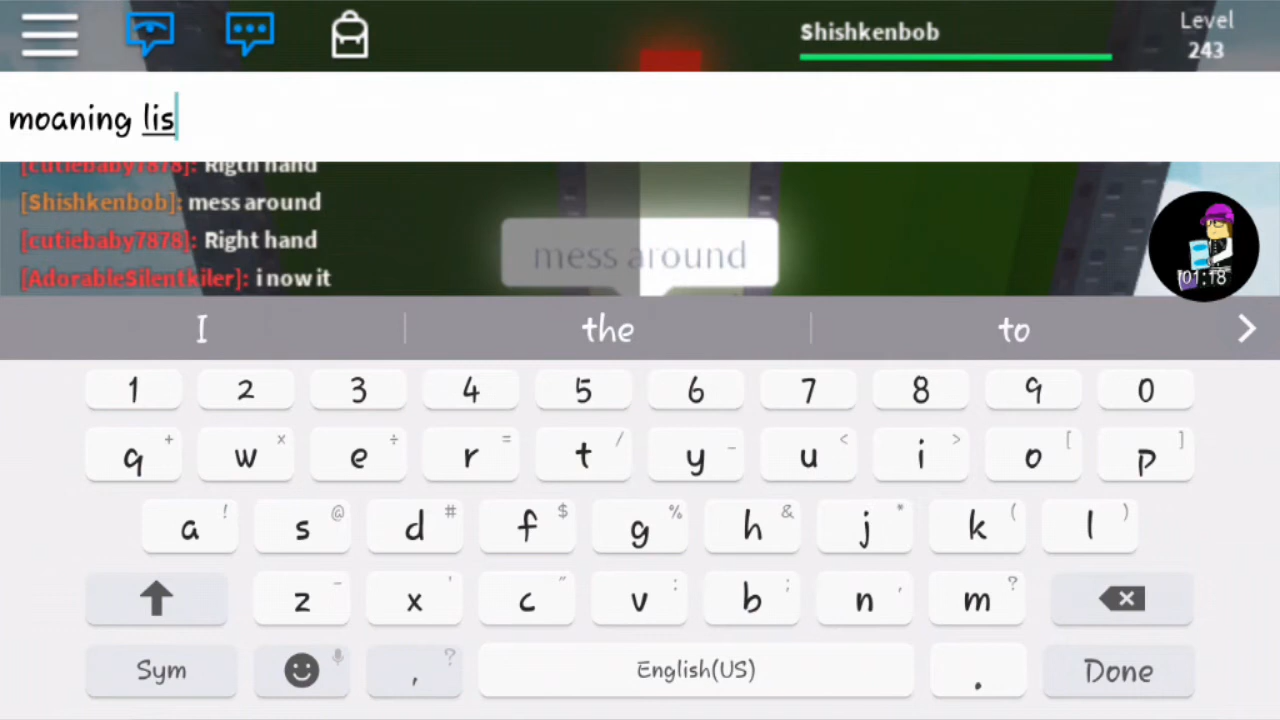 Shishkenbob
Level
243
moaning lis
[cutiebaby7878]: Rigth hand
[Shishkenbob]: mess around
[cutiebaby7878]: Right hand
[AdorableSilentkiler]: i now it
mess around
01:18
I the to
1 2 3 4 5 6 7 8 9 0
q + w × e ÷ r = t / y _ u < i > o [ p ]
a ! s @ d # f $ g % h & j * k ( l )
z - x ' c " v : b ; n , m ?
Sym , ? English(US) . Done